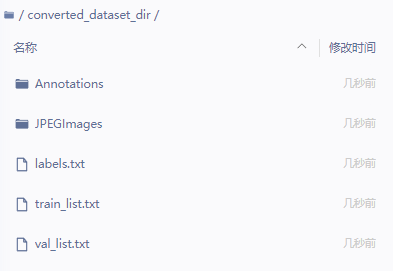 / converted_dataset_dir /
名称 修改时间
Annotations 几秒前
JPEGImages 几秒前
labels.txt 几秒前
train_list.txt 几秒前
val_list.txt 几秒前